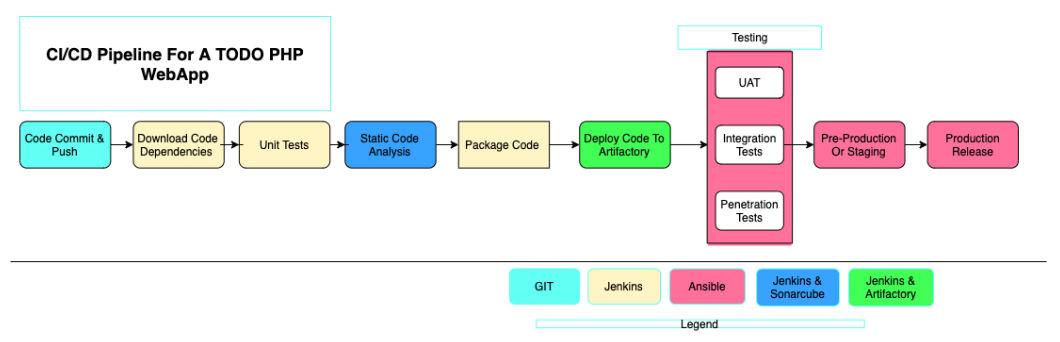 CI/CD Pipeline For A TODO PHP
WebApp
Testing
UAT
Code Commit &
Push
Download Code
Dependencies
Unit Tests
Static Code
Analysis
Package Code
Deploy Code To
Artifactory
Integration
Tests
Penetration
Tests
Pre-Production
Or Staging
Production
Release
GIT
Jenkins
Ansible
Jenkins &
Sonarcube
Jenkins &
Artifactory
Legend